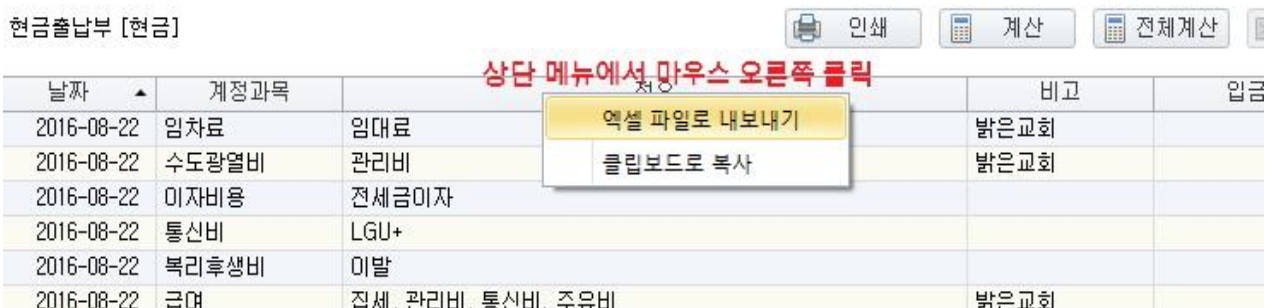 현금출납부 [현금] 인쇄 계산 전체계산
상단 메뉴에서 마우스 오른쪽 클릭
날짜 계정과목 적요 비고 입금
엑셀 파일로 내보내기
클립보드로 복사
2016-08-22 임차료 임대료 밝은교회
2016-08-22 수도광열비 관리비 밝은교회
2016-08-22 이자비용 전세금이자
2016-08-22 통신비 LGU+
2016-08-22 복리후생비 이발
2016-08-22 급여 집세, 관리비, 통신비, 주유비 밝은교회